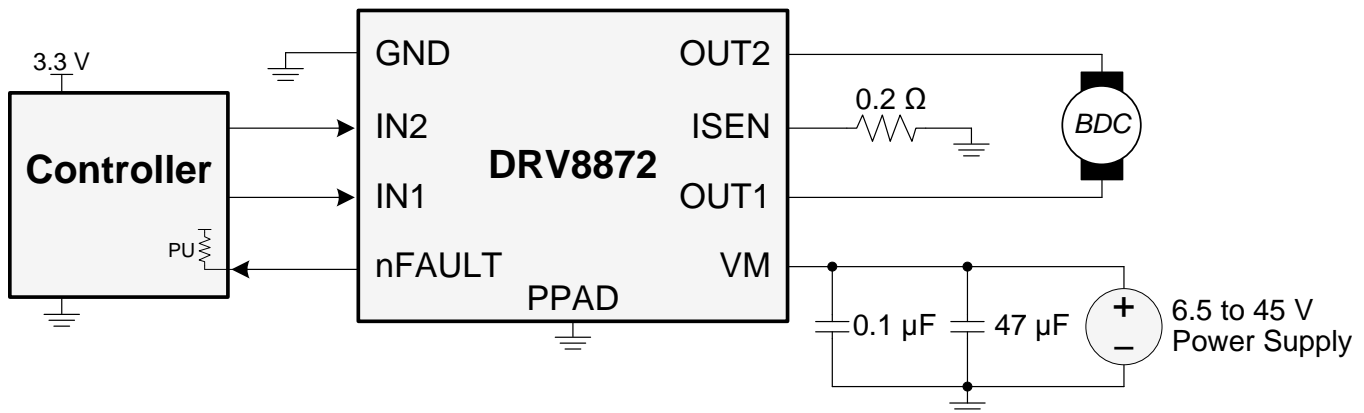 3.3 V
Controller
PU
GND
IN2
IN1
nFAULT
DRV8872
PPAD
OUT2
ISEN
OUT1
VM
0.2 Ω
BDC
0.1 µF
47 µF
+
–
6.5 to 45 V
Power Supply